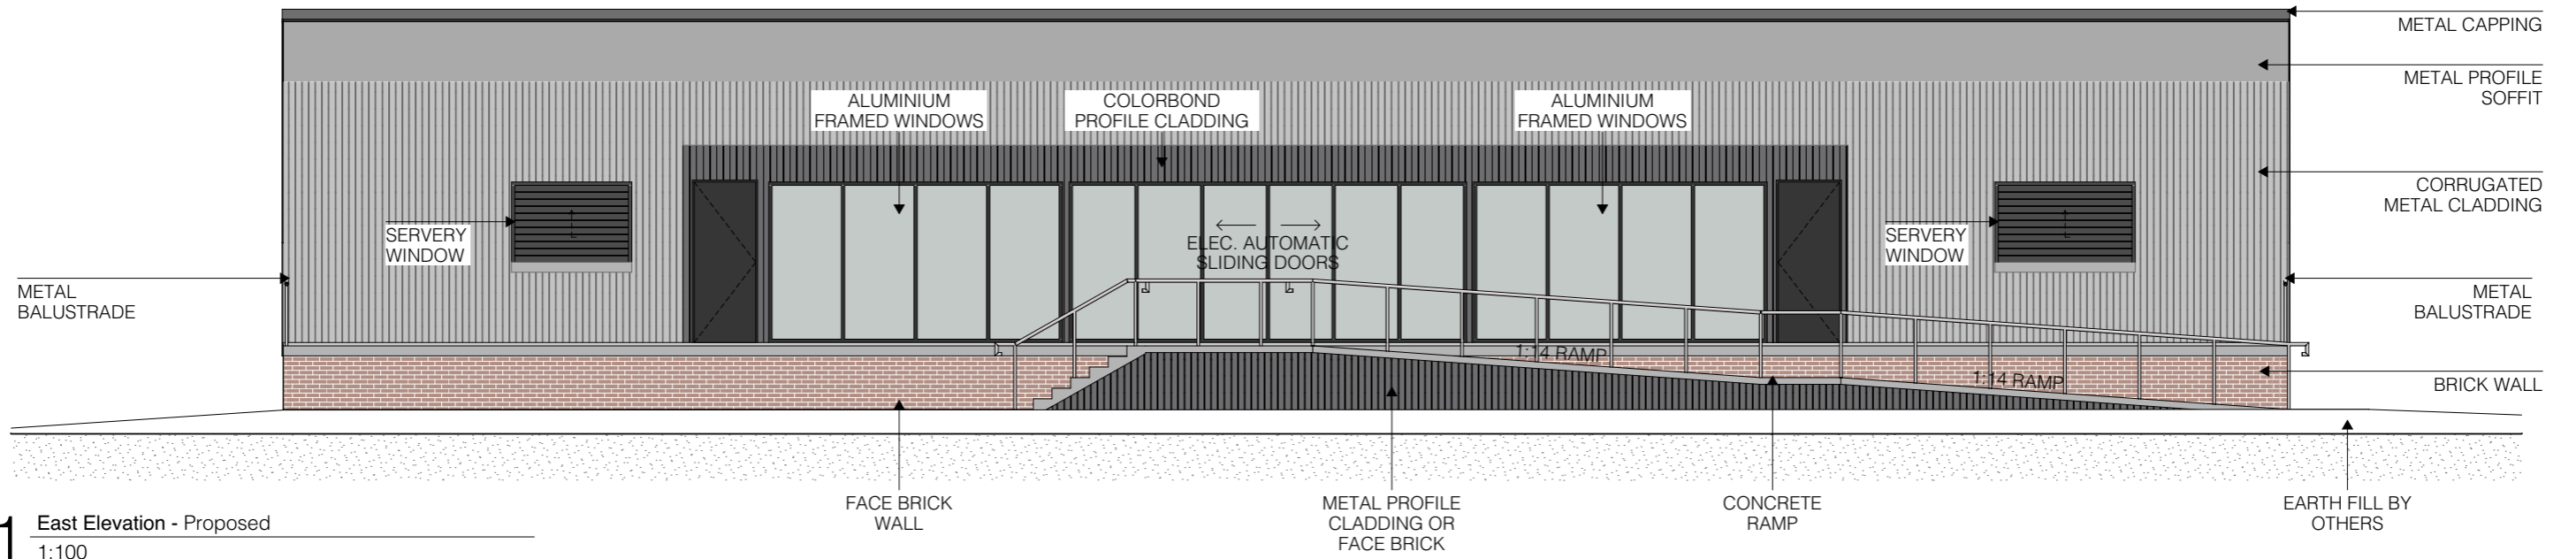 METAL CAPPING
METAL PROFILE
SOFFIT
ALUMINIUM
FRAMED WINDOWS
COLORBOND
PROFILE CLADDING
ALUMINIUM
FRAMED WINDOWS
CORRUGATED
METAL CLADDING
SERVERY
WINDOW
ELEC. AUTOMATIC
SLIDING DOORS
SERVERY
WINDOW
METAL
BALUSTRADE
METAL
BALUSTRADE
1:14 RAMP
1:14 RAMP
BRICK WALL
FACE BRICK
WALL
METAL PROFILE
CLADDING OR
FACE BRICK
CONCRETE
RAMP
EARTH FILL BY
OTHERS
1
East Elevation - Proposed
1:100